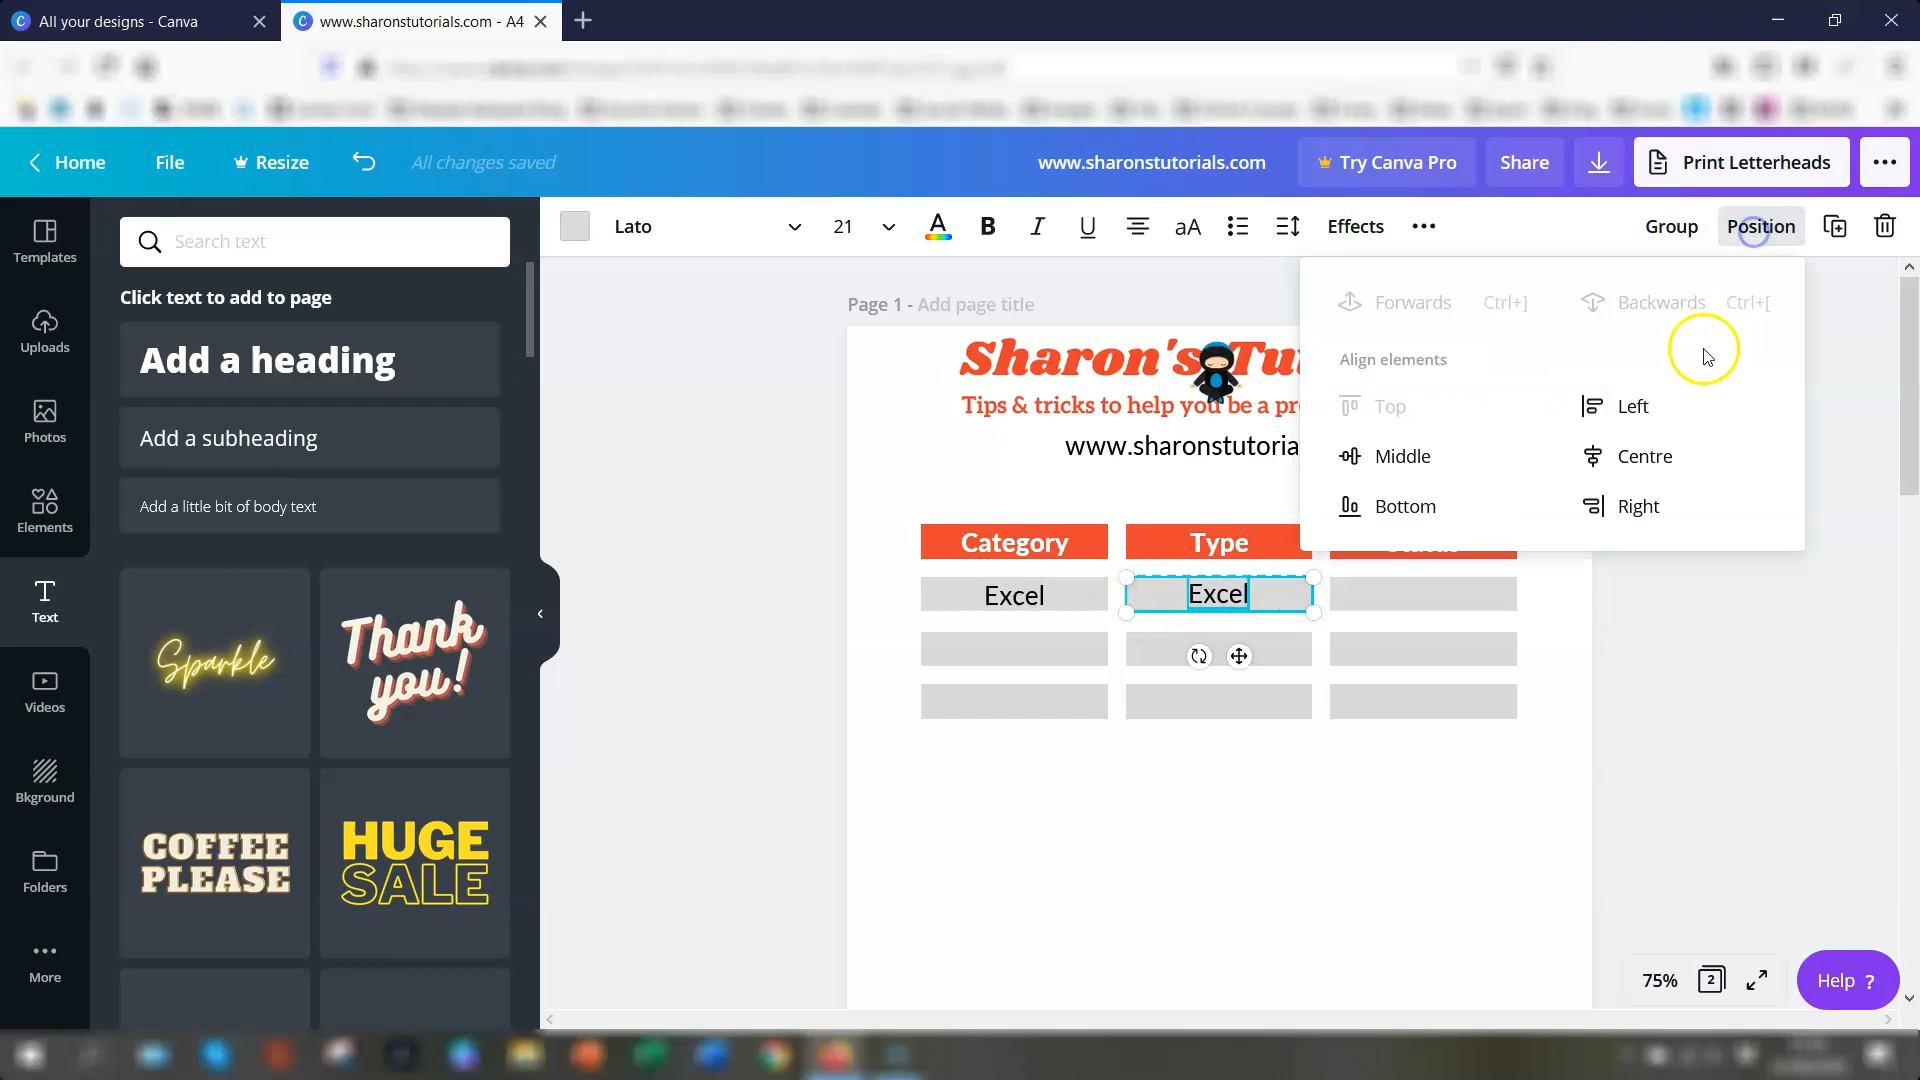 All your designs - Canva
www.sharonstutorials.com - A4
Home
File
Resize
All changes saved
www.sharonstutorials.com
Try Canva Pro
Share
Print Letterheads
Templates
Uploads
Photos
Elements
Text
Videos
Bkground
Folders
More
Search text
Click text to add to page
Add a heading
Add a subheading
Add a little bit of body text
Sparkle
Thank
you!
COFFEE
PLEASE
HUGE
SALE
Lato
21
A
B
I
U
aA
Effects
Group
Position
Forwards Ctrl+]
Backwards Ctrl+[
Align elements
Top
Left
Middle
Centre
Bottom
Right
Page 1 - Add page title
Sharon's
Tips & tricks to help you be a
Category
Type
Excel
Excel
75%
2
Help ?